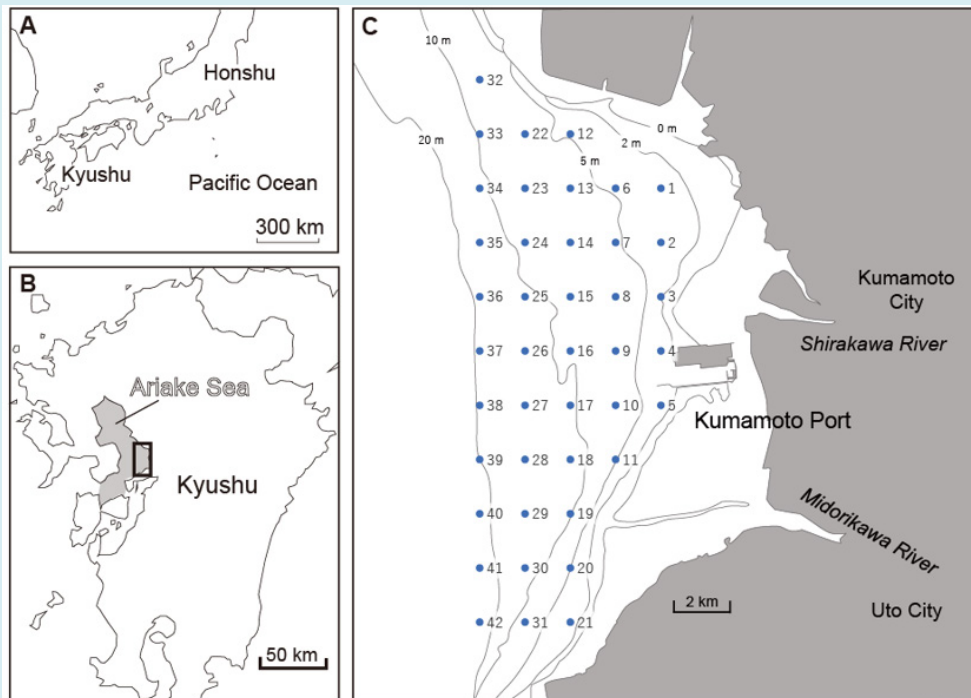 A
Honshu
Kyushu
Pacific Ocean
300 km
B
Ariake Sea
Kyushu
50 km
C
10 m
32
0 m
20 m
33
22
12
2 m
5 m
34
23
13
6
1
35
24
14
7
2
Kumamoto
City
36
25
15
8
3
Shirakawa River
37
26
16
9
4
38
27
17
10
5
Kumamoto Port
39
28
18
11
40
29
19
Midorikawa River
41
30
20
2 km
Uto City
42
31
21